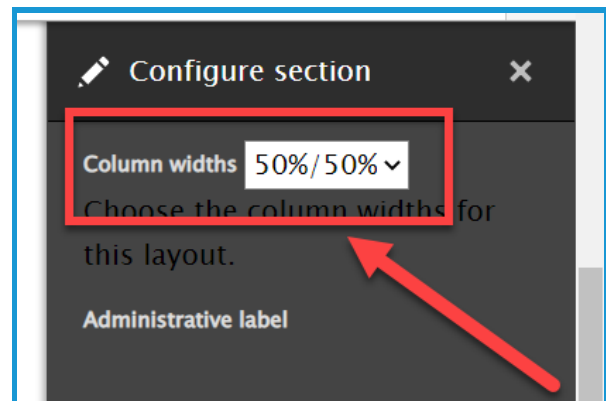 Configure section
Column widths 50%/50%
Choose the column widths for
this layout.
Administrative label